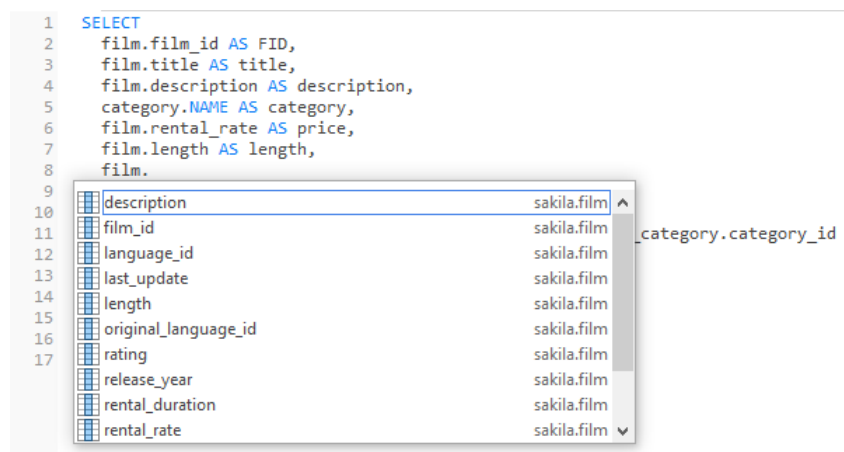 1 SELECT
2 film.film_id AS FID,
3 film.title AS title,
4 film.description AS description,
5 category.NAME AS category,
6 film.rental_rate AS price,
7 film.length AS length,
8 film.
9
description sakila.film
10
film_id sakila.film
11 _category.category_id
12
language_id sakila.film
13
last_update sakila.film
14
length sakila.film
15
original_language_id sakila.film
16
rating sakila.film
17
release_year sakila.film
rental_duration sakila.film
rental_rate sakila.film